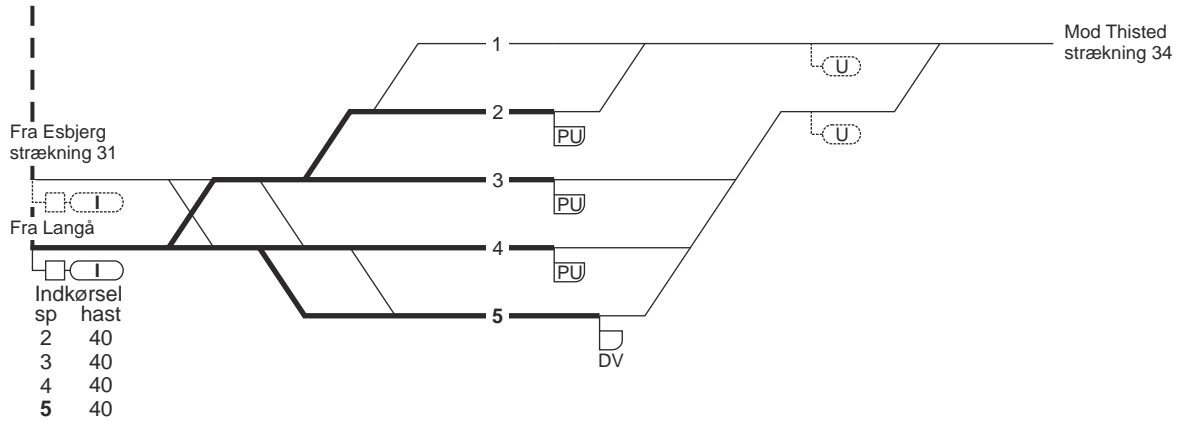 1
Mod Thisted
strækning 34
U
2
PU
U
Fra Esbjerg
strækning 31
3
I
PU
Fra Langå
4
I
PU
Indkørsel
sp hast
5
2 40
DV
3 40
4 40
5 40